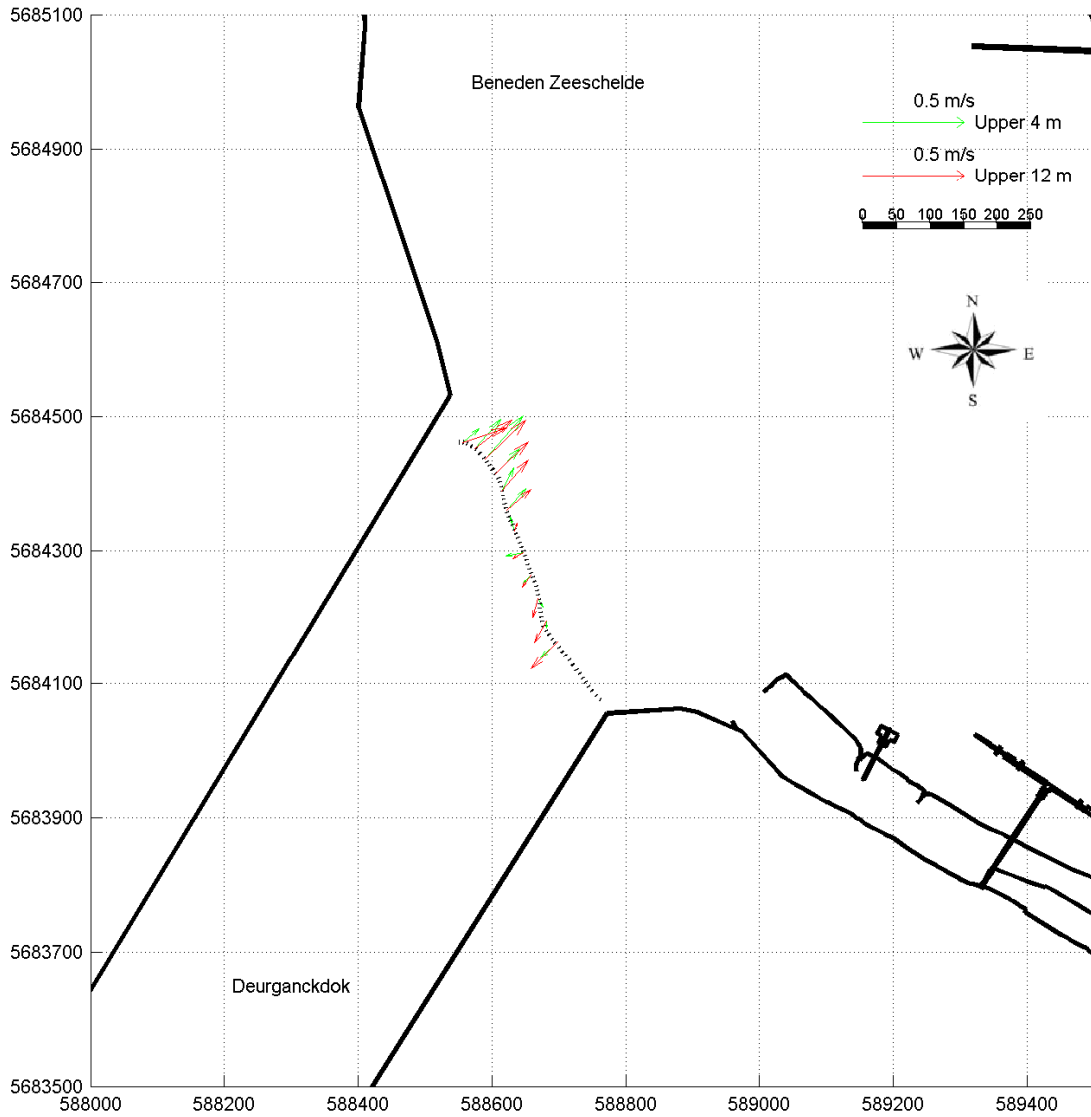 5685100
Beneden Zeeschelde
0.5 m/s
Upper 4 m
5684900
0.5 m/s
Upper 12 m
0 50 100 150 200 250
5684700
N
W E
S
5684500
5684300
5684100
5683900
5683700
Deurganckdok
5683500
588000 588200 588400 588600 588800 589000 589200 589400